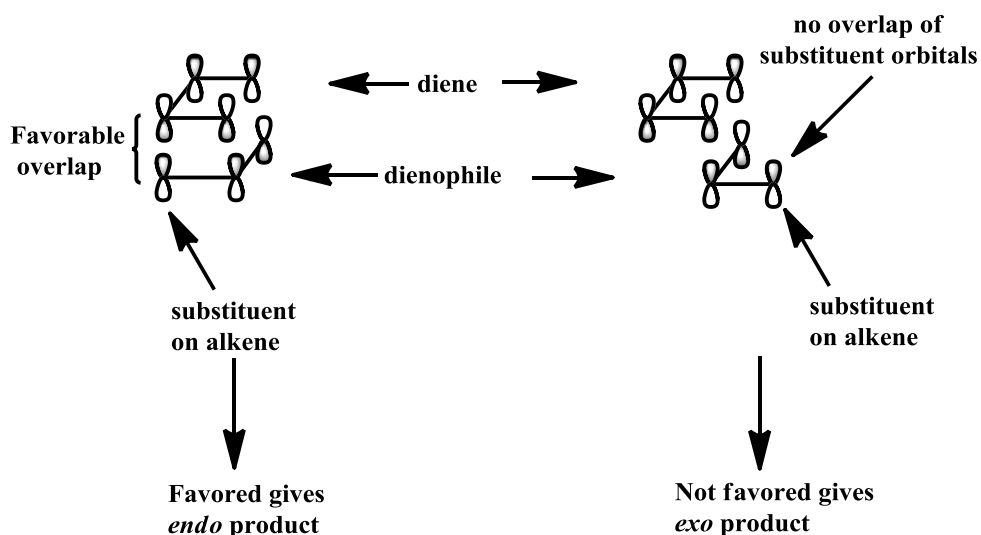 no overlap of
substituent orbitals
diene
Favorable
overlap
dienophile
substituent
on alkene
substituent
on alkene
Favored gives
endo product
Not favored gives
exo product